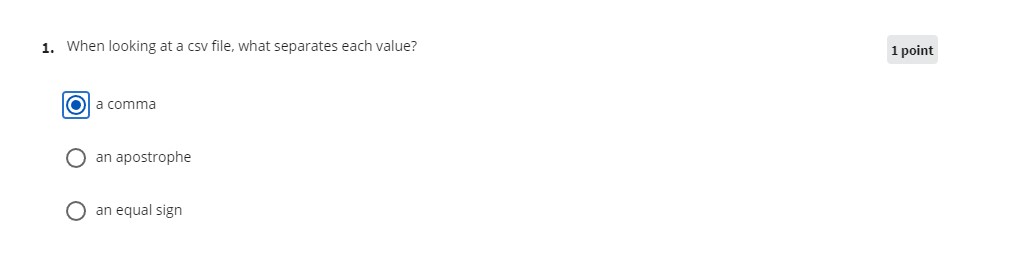 1. When looking at a csv file, what separates each value?
1 point
a comma
an apostrophe
an equal sign